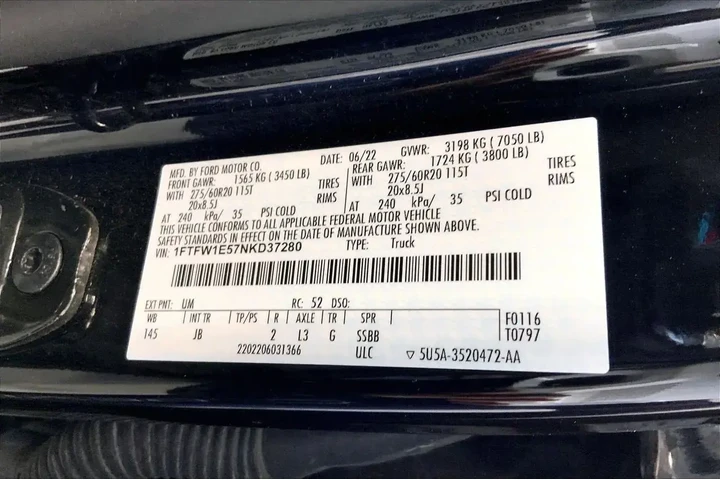 MFD. BY FORD MOTOR CO. DATE: 06/22 GVWR: 3198 KG (7050 LB)
FRONT GAWR: 1565 KG (3450 LB) REAR GAWR: 1724 KG (3800 LB)
WITH 275/60R20 115T TIRES WITH 275/60R20 115T TIRES
20x8.5J RIMS 20x8.5J RIMS
AT 240 kPa/ 35 PSI COLD AT 240 kPa/ 35 PSI COLD
THIS VEHICLE CONFORMS TO ALL APPLICABLE FEDERAL MOTOR VEHICLE
SAFETY STANDARDS IN EFFECT ON THE DATE OF MANUFACTURE SHOWN ABOVE.
VIN: 1FTFW1E57NKD37280 TYPE: Truck
EXT PNT: UM RC: 52 DSO:
WB INT TR TP/PS R AXLE TR SPR F0116
145 JB 2 L3 G SSBB T0797
2202206031366 ULC ▽ 5U5A-3520472-AA